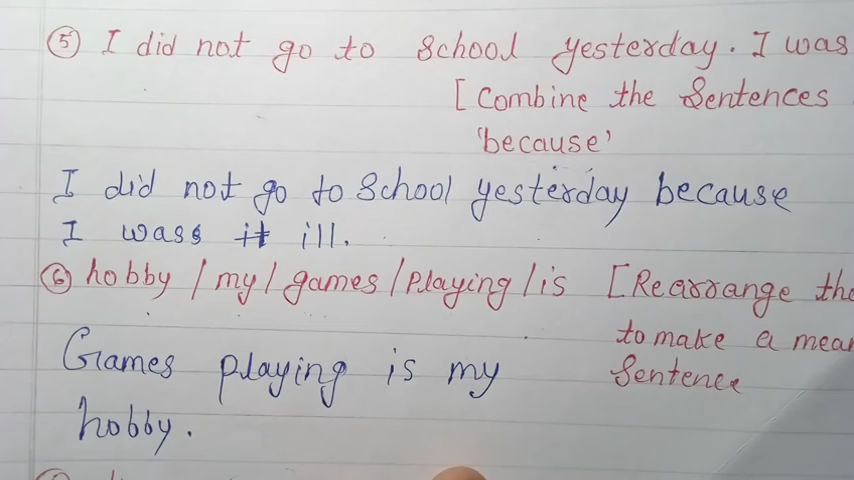 ⑤ I did not go to school yesterday. I was
[Combine the Sentences
'because'
I did not go to school yesterday because
I wass it ill.
⑥ hobby / my / games / Playing / is [Rearrange the
to make a mean
Sentence
Games playing is my
hobby.